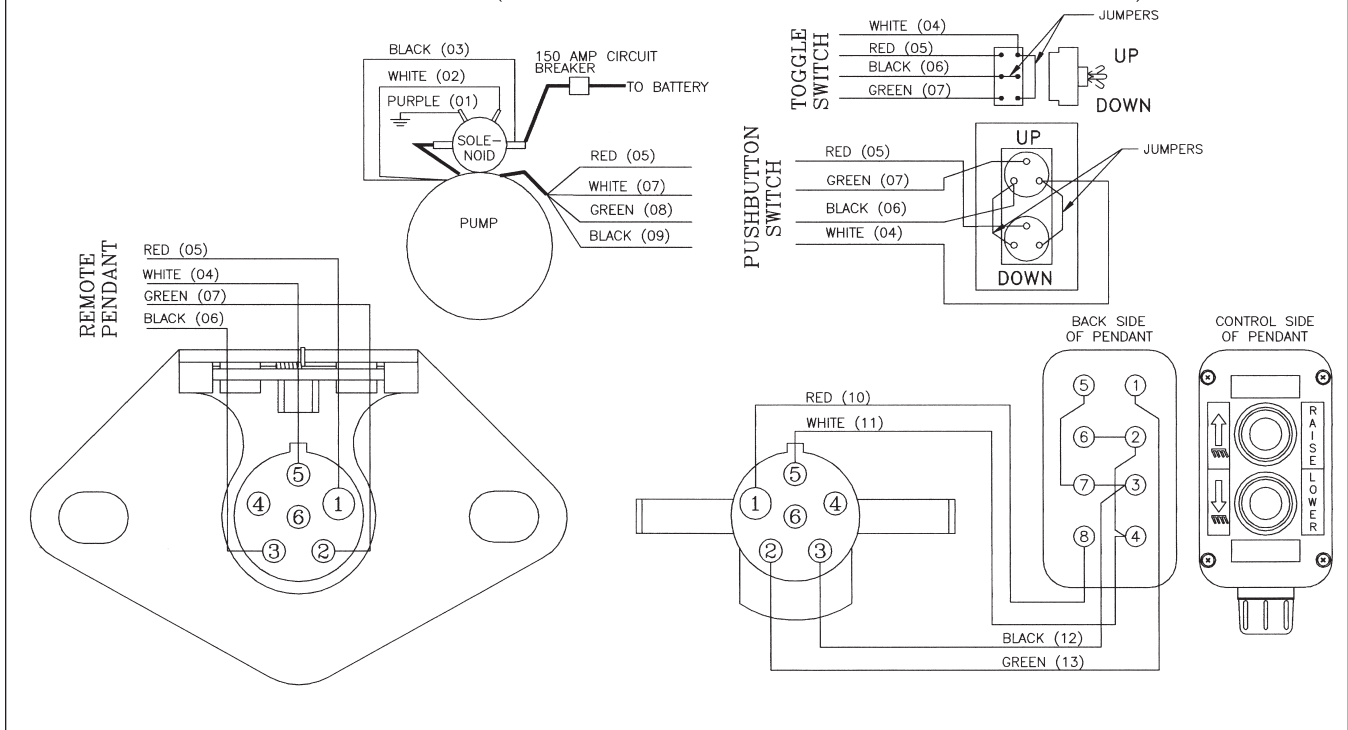 BLACK (03)
WHITE (02)
PURPLE (01)
150 AMP CIRCUIT
BREAKER
TO BATTERY
SOLE-
NOID
PUMP
RED (05)
WHITE (07)
GREEN (08)
BLACK (09)
TOGGLE
SWITCH
WHITE (04)
RED (05)
BLACK (06)
GREEN (07)
JUMPERS
UP
DOWN
PUSHBUTTON
SWITCH
RED (05)
GREEN (07)
BLACK (06)
WHITE (04)
UP
DOWN
JUMPERS
REMOTE
PENDANT
RED (05)
WHITE (04)
GREEN (07)
BLACK (06)
5
4
1
6
3
2
RED (10)
WHITE (11)
5
1
4
6
2
3
BLACK (12)
GREEN (13)
BACK SIDE
OF PENDANT
5
1
6
2
7
3
8
4
CONTROL SIDE
OF PENDANT
RAISE
LOWER